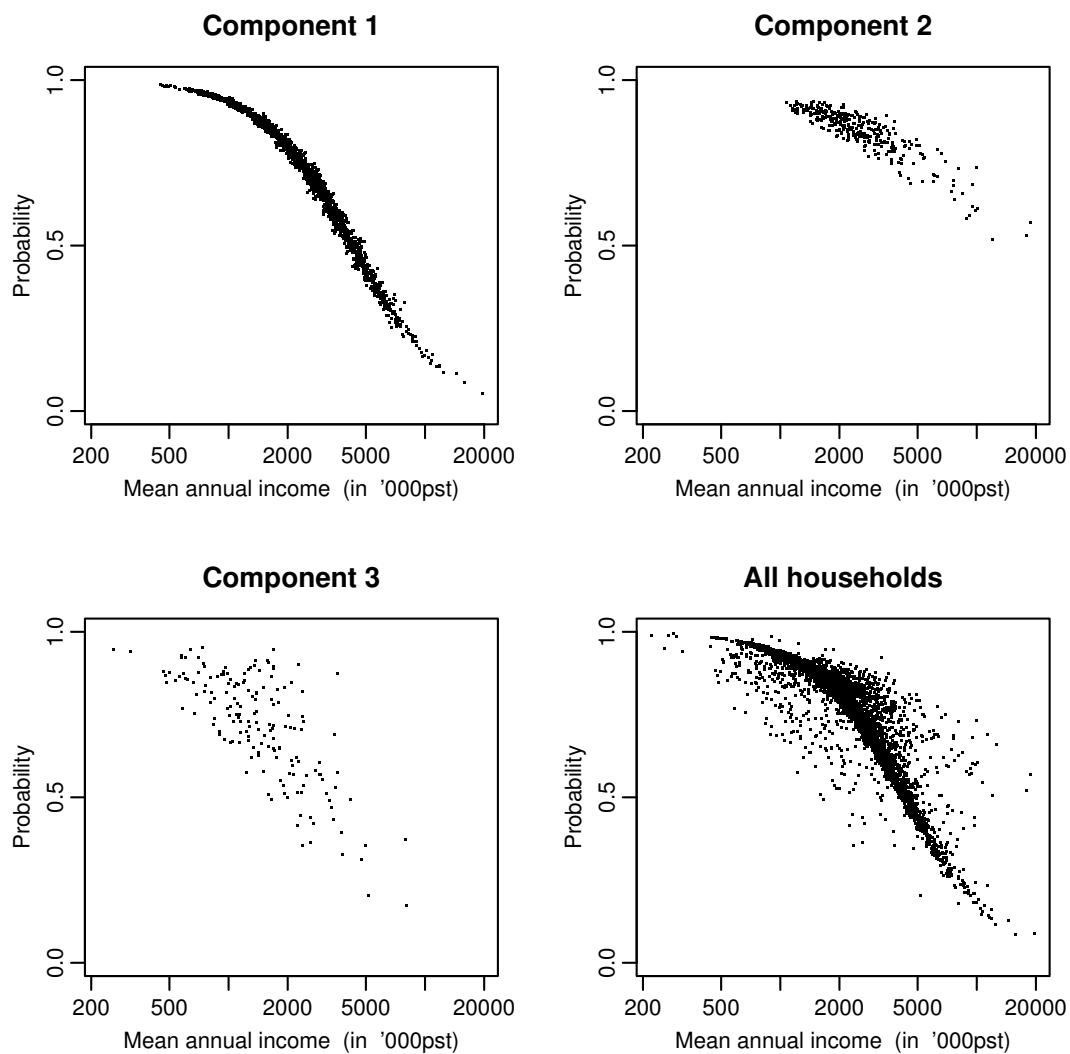 Component 1
Probability
1.0
0.5
0.0
200 500 2000 5000 20000
Mean annual income (in '000pst)
Component 2
Probability
1.0
0.5
0.0
200 500 2000 5000 20000
Mean annual income (in '000pst)
Component 3
Probability
1.0
0.5
0.0
200 500 2000 5000 20000
Mean annual income (in '000pst)
All households
Probability
1.0
0.5
0.0
200 500 2000 5000 20000
Mean annual income (in '000pst)